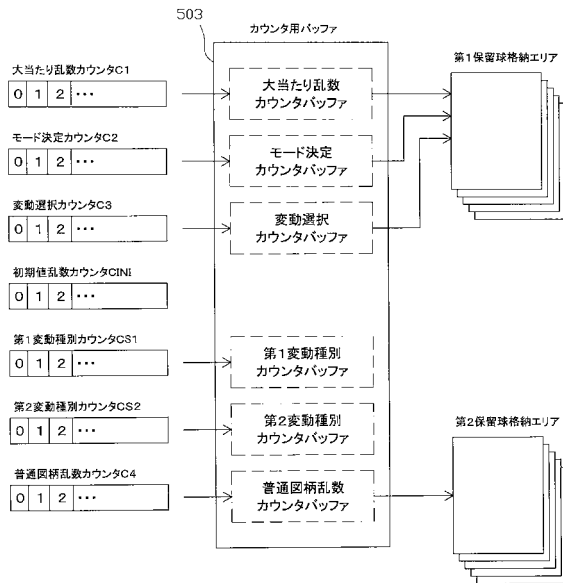 503
カウンタ用バッファ
大当たり乱数カウンタC1
0 1 2 ･･･
大当たり乱数
カウンタバッファ
第1保留球格納エリア
モード決定カウンタC2
0 1 2 ･･･
モード決定
カウンタバッファ
変動選択カウンタC3
0 1 2 ･･･
変動選択
カウンタバッファ
初期値乱数カウンタCINI
0 1 2 ･･･
第1変動種別カウンタCS1
0 1 2 ･･･
第1変動種別
カウンタバッファ
第2変動種別カウンタCS2
0 1 2 ･･･
第2変動種別
カウンタバッファ
第2保留球格納エリア
普通図柄乱数カウンタC4
0 1 2 ･･･
普通図柄乱数
カウンタバッファ